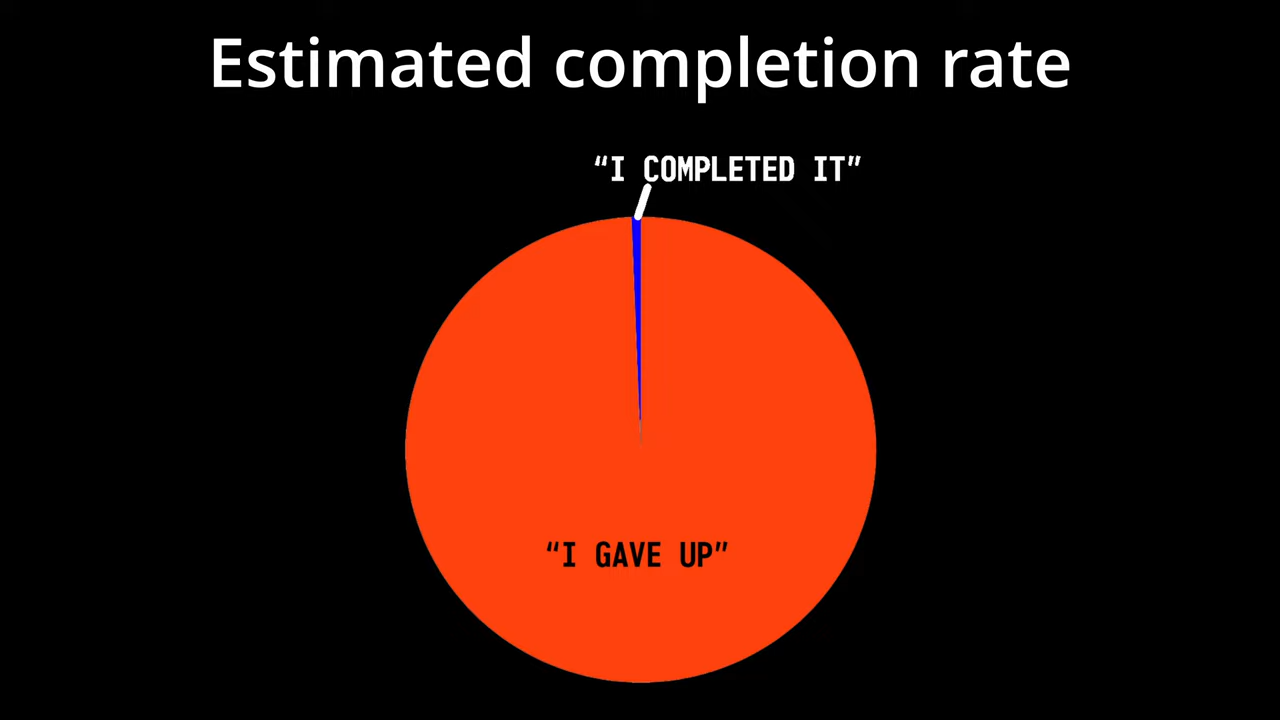 Estimated completion rate
“I COMPLETED IT”
“I GAVE UP”